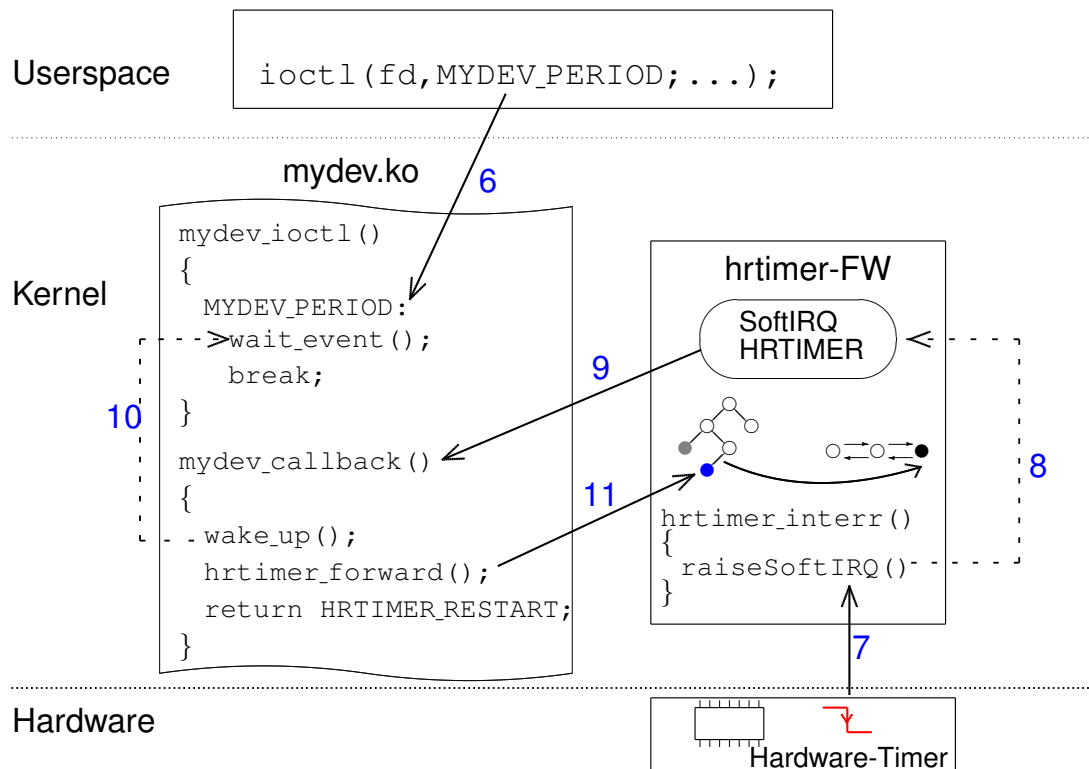 Userspace
ioctl(fd,MYDEV_PERIOD;...);
mydev.ko
6
mydev_ioctl()
{
MYDEV_PERIOD:
wait_event();
break;
}
10
mydev_callback()
{
wake_up();
hrtimer_forward();
return HRTIMER_RESTART;
}
Kernel
9
11
hrtimer-FW
SoftIRQ
HRTIMER
8
hrtimer_interr()
{
raiseSoftIRQ()
}
7
Hardware
Hardware-Timer